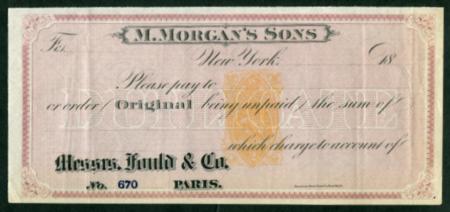 M. MORGAN'S SONS
Fcs.
New York. 18
Please pay to
or order (Original being unpaid) the sum of
DUPLICATE
which charge to account of
Messrs. Fould & Co.
No. 670 PARIS.